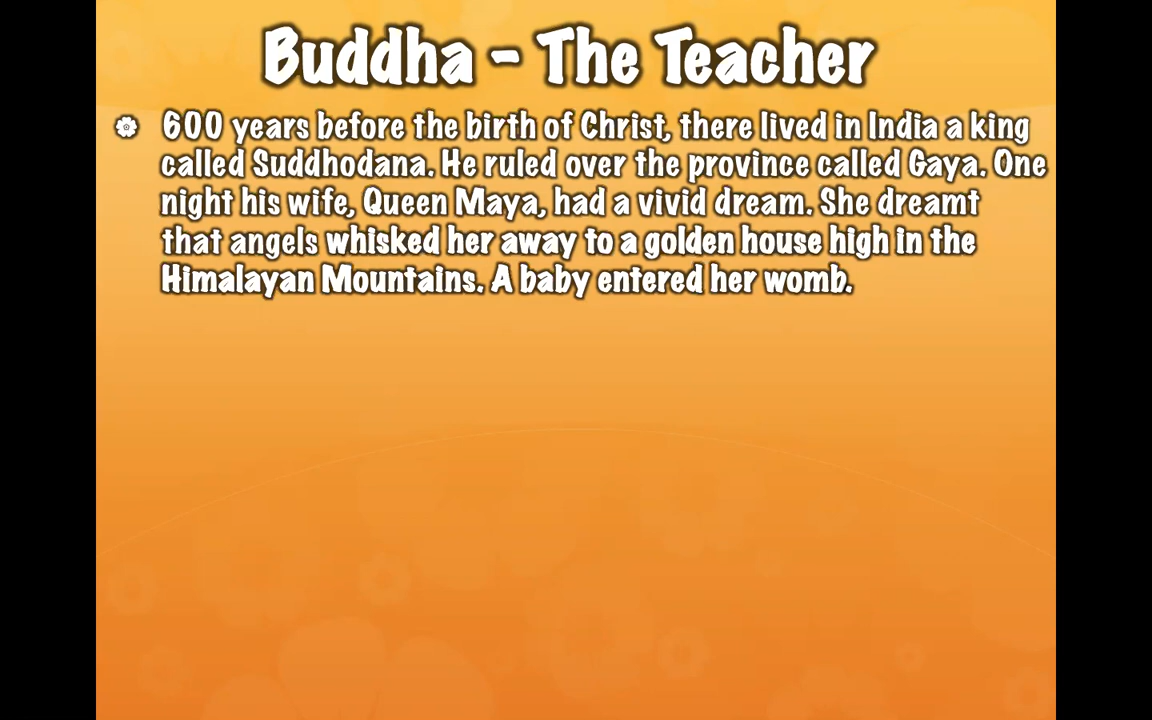 Buddha - The Teacher
600 years before the birth of Christ, there lived in India a king
called Suddhodana. He ruled over the province called Gaya. One
night his wife, Queen Maya, had a vivid dream. She dreamt
that angels whisked her away to a golden house high in the
Himalayan Mountains. A baby entered her womb.